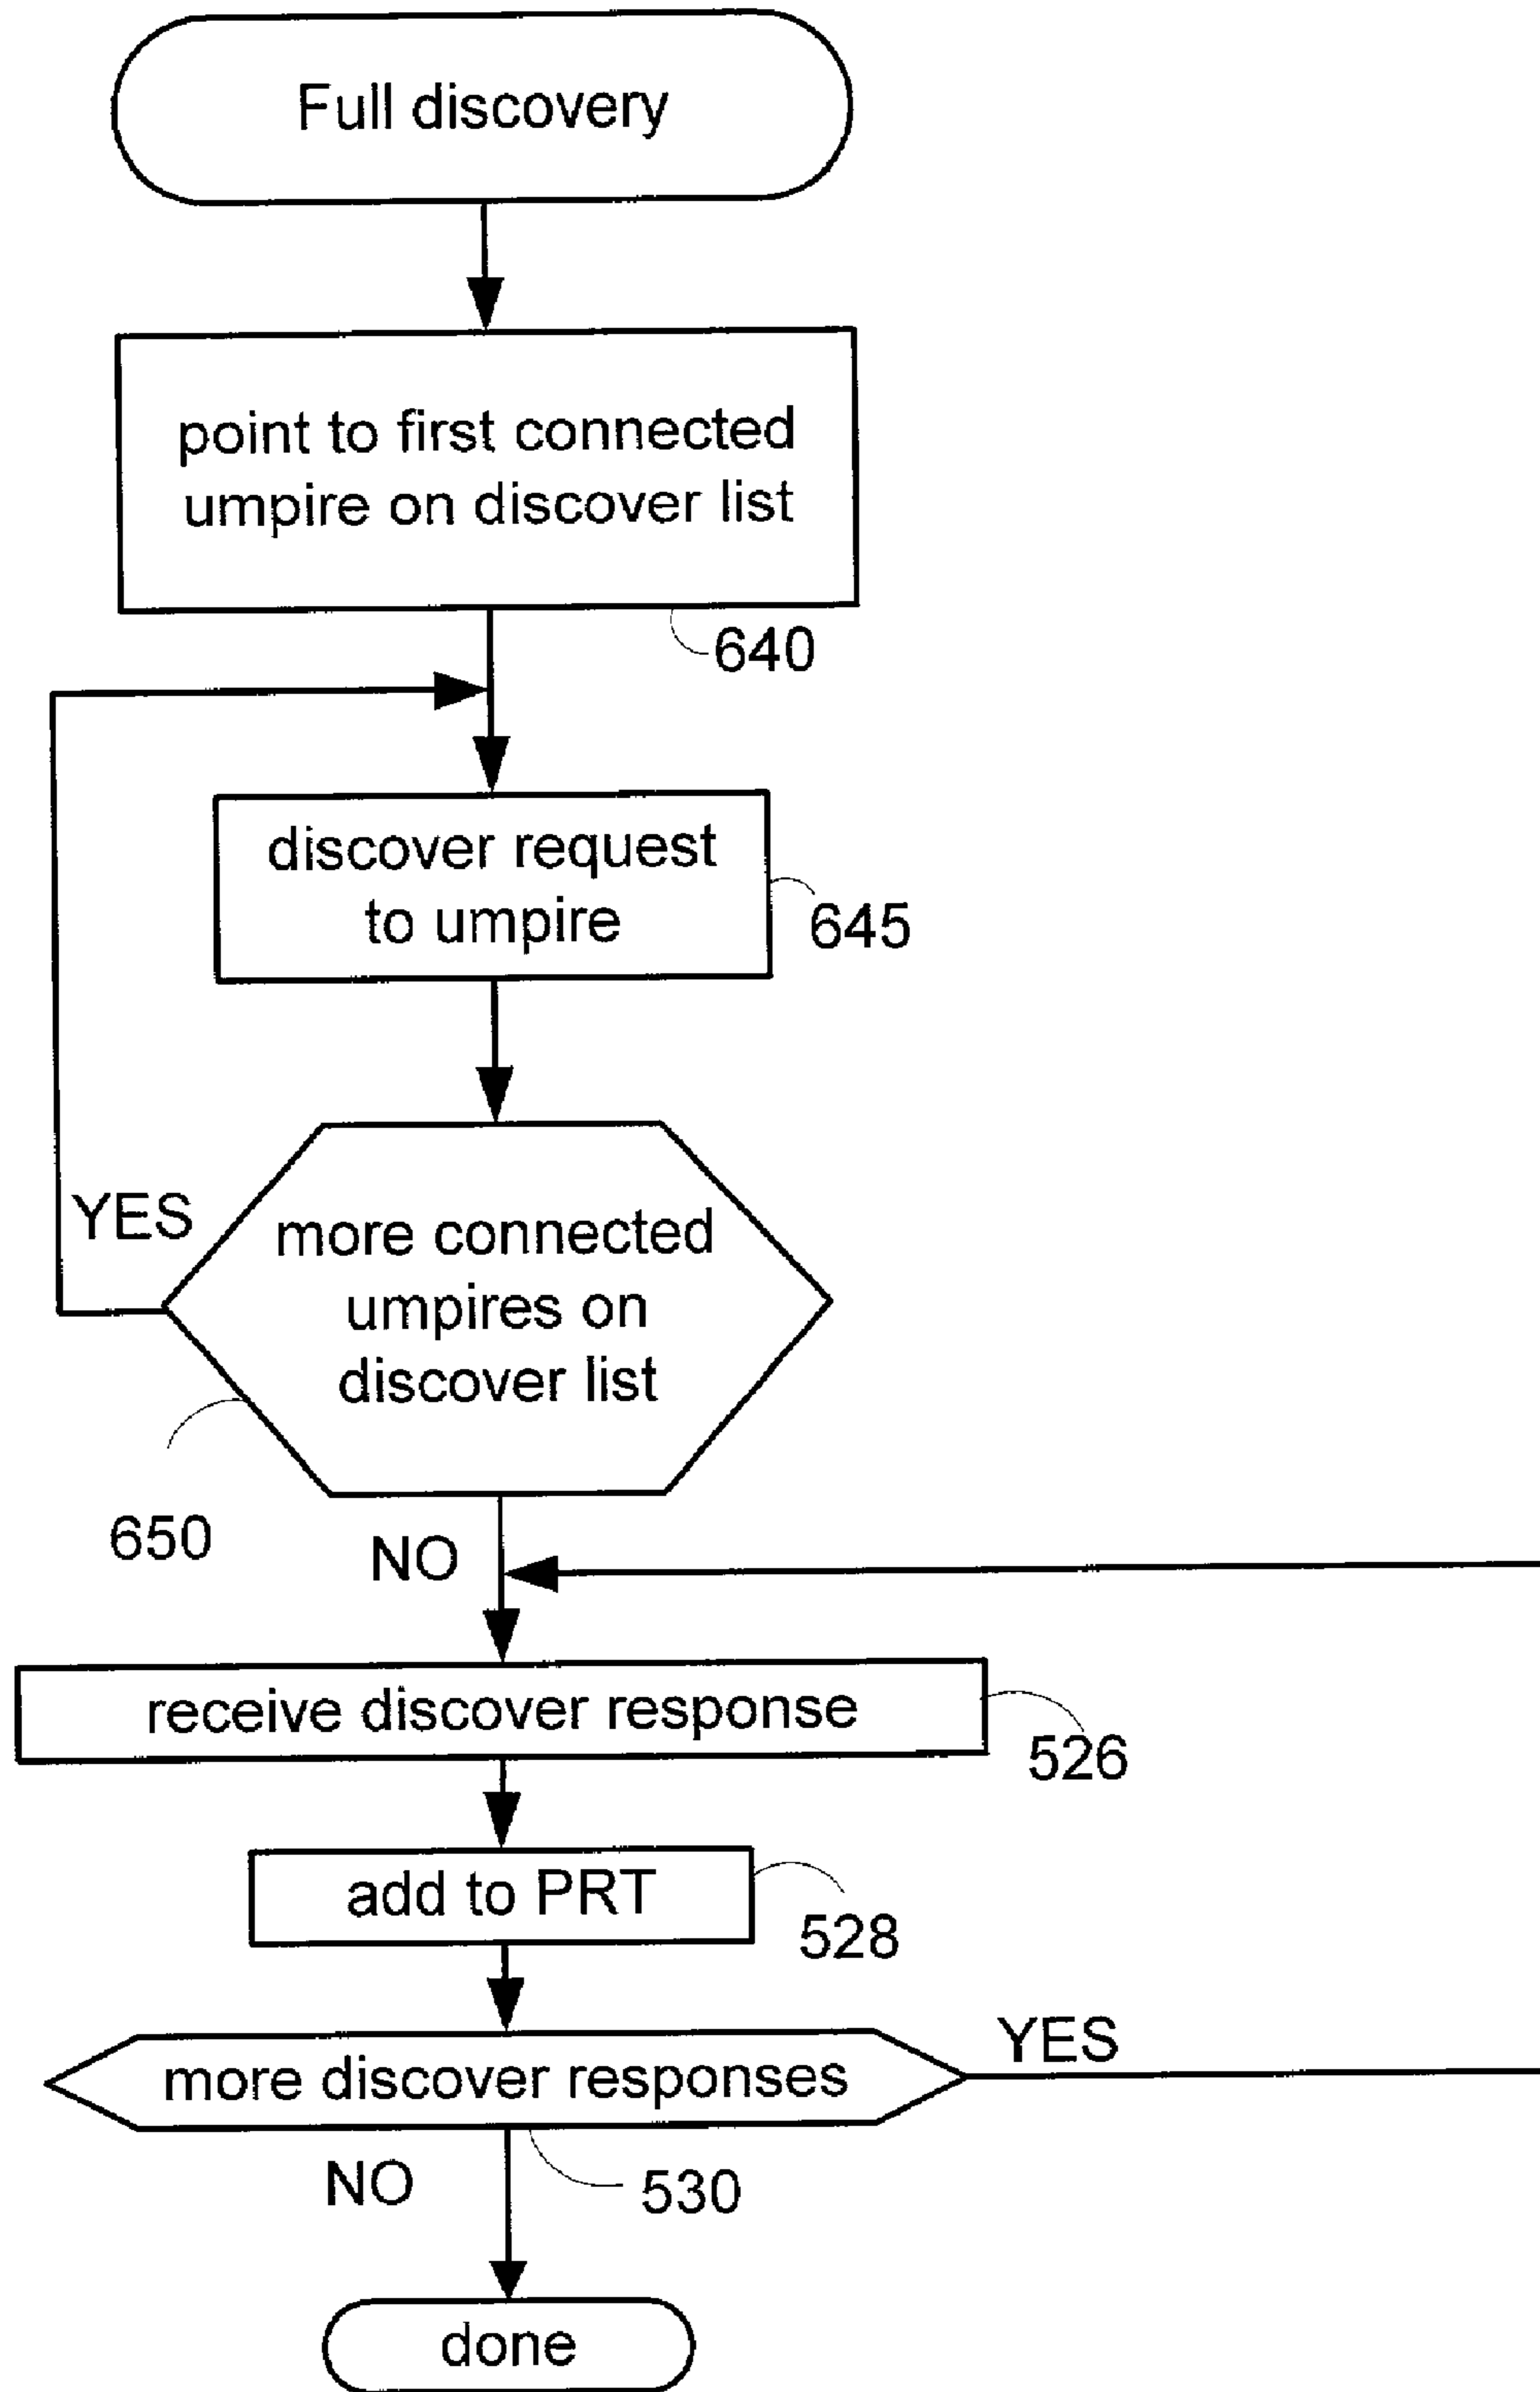 Full discovery
point to first connected
umpire on discover list
640
discover request
to umpire
645
YES
more connected
umpires on
discover list
650
NO
receive discover response
526
add to PRT
528
YES
more discover responses
NO
530
done